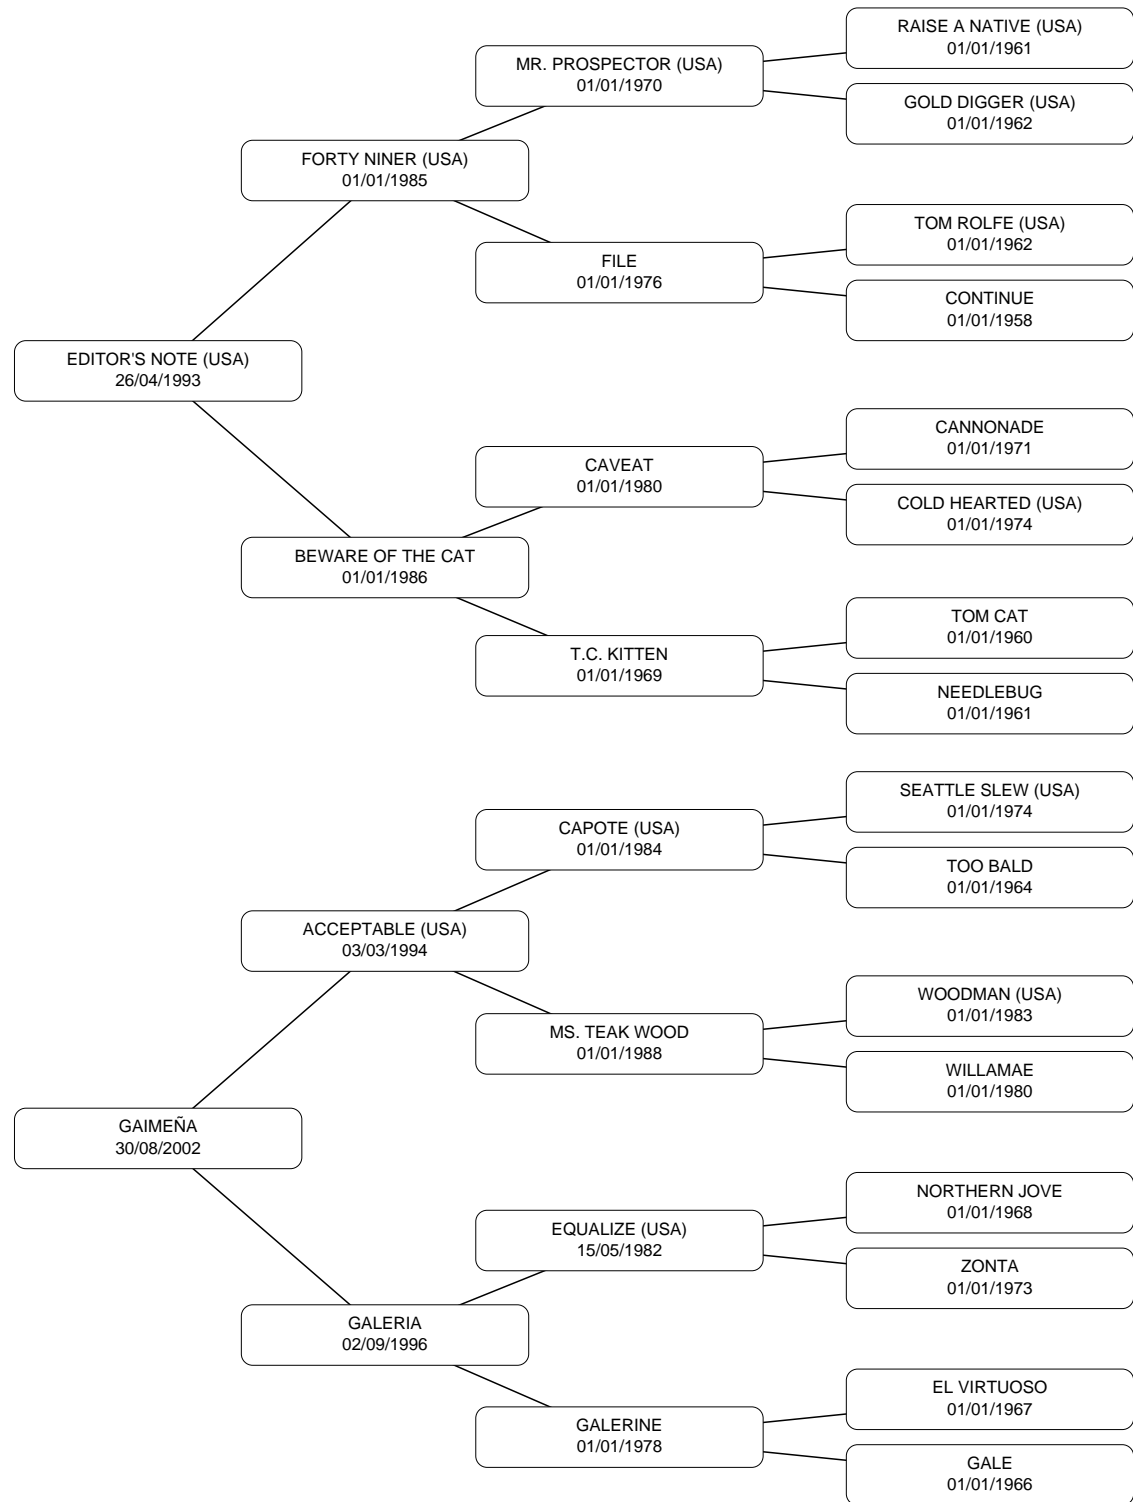 RAISE A NATIVE (USA)
01/01/1961
MR. PROSPECTOR (USA)
01/01/1970
GOLD DIGGER (USA)
01/01/1962
FORTY NINER (USA)
01/01/1985
TOM ROLFE (USA)
01/01/1962
FILE
01/01/1976
CONTINUE
01/01/1958
EDITOR'S NOTE (USA)
26/04/1993
CANNONADE
01/01/1971
CAVEAT
01/01/1980
COLD HEARTED (USA)
01/01/1974
BEWARE OF THE CAT
01/01/1986
TOM CAT
01/01/1960
T.C. KITTEN
01/01/1969
NEEDLEBUG
01/01/1961
SEATTLE SLEW (USA)
01/01/1974
CAPOTE (USA)
01/01/1984
TOO BALD
01/01/1964
ACCEPTABLE (USA)
03/03/1994
WOODMAN (USA)
01/01/1983
MS. TEAK WOOD
01/01/1988
WILLAMAE
01/01/1980
GAIMEÑA
30/08/2002
NORTHERN JOVE
01/01/1968
EQUALIZE (USA)
15/05/1982
ZONTA
01/01/1973
GALERIA
02/09/1996
EL VIRTUOSO
01/01/1967
GALERINE
01/01/1978
GALE
01/01/1966